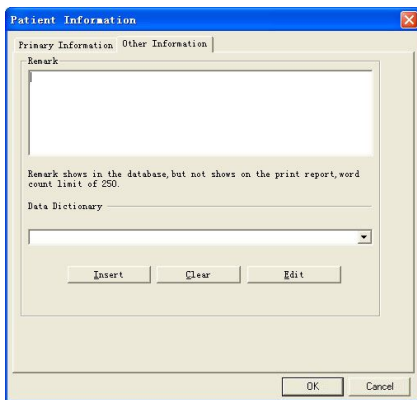 Patient Information
Primary Information Other Information
Remark
Remark shows in the database,but not shows on the print report,word
count limit of 250.
Data Dictionary
Insert Clear Edit
OK Cancel